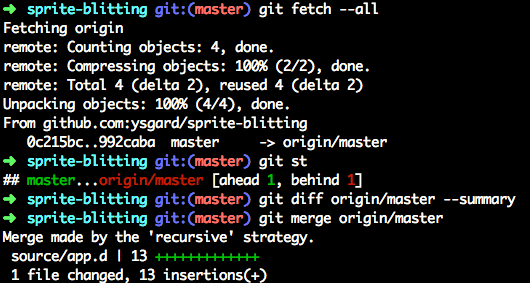 ➜ sprite-blitting git:(master) git fetch --all
Fetching origin
remote: Counting objects: 4, done.
remote: Compressing objects: 100% (2/2), done.
remote: Total 4 (delta 2), reused 4 (delta 2)
Unpacking objects: 100% (4/4), done.
From github.com:ysgard/sprite-blitting
   0c215bc..992caba  master     -> origin/master
➜ sprite-blitting git:(master) git st
## master...origin/master [ahead 1, behind 1]
➜ sprite-blitting git:(master) git diff origin/master --summary
➜ sprite-blitting git:(master) git merge origin/master
Merge made by the 'recursive' strategy.
 source/app.d | 13 +++++++++++++
 1 file changed, 13 insertions(+)